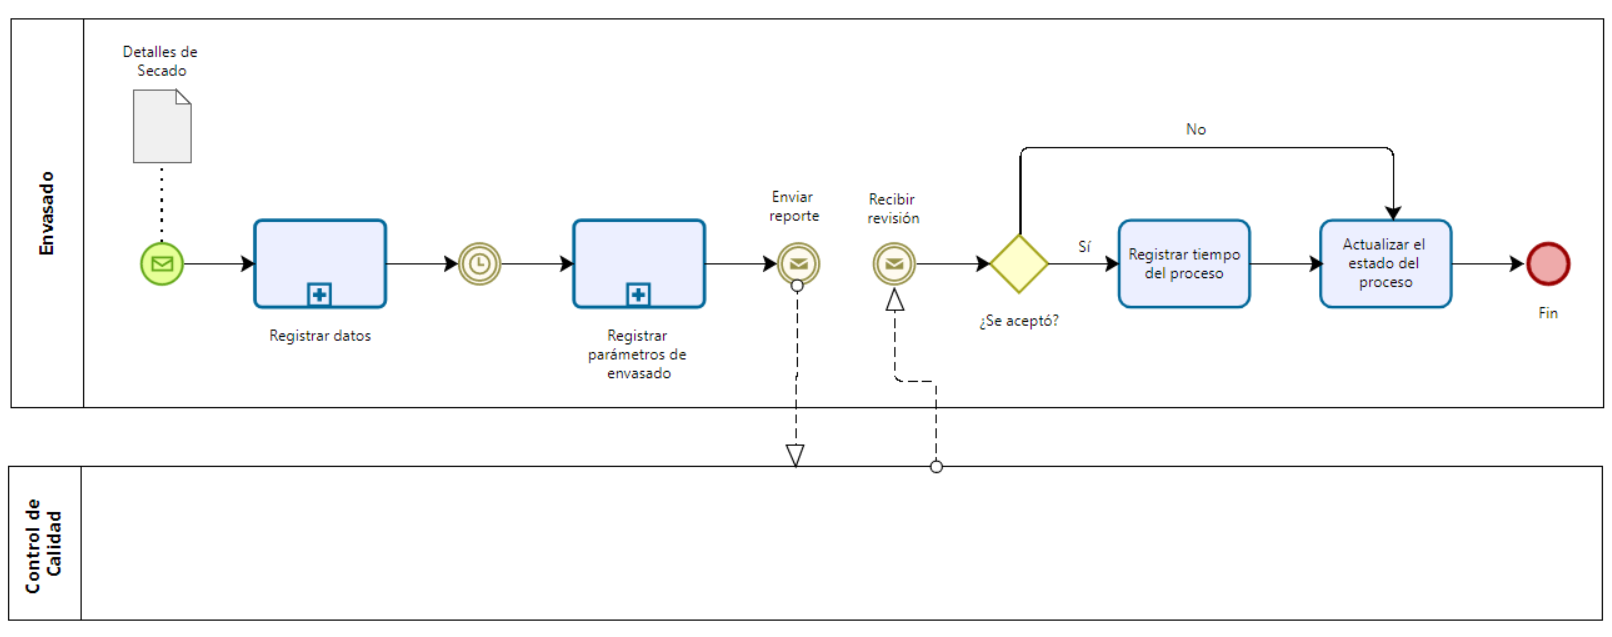 Envasado
Detalles de
Secado
Registrar datos
Registrar
parámetros de
envasado
Enviar
reporte
Recibir
revisión
¿Se aceptó?
No
Sí
Registrar tiempo
del proceso
Actualizar el
estado del
proceso
Fin
Control de
Calidad